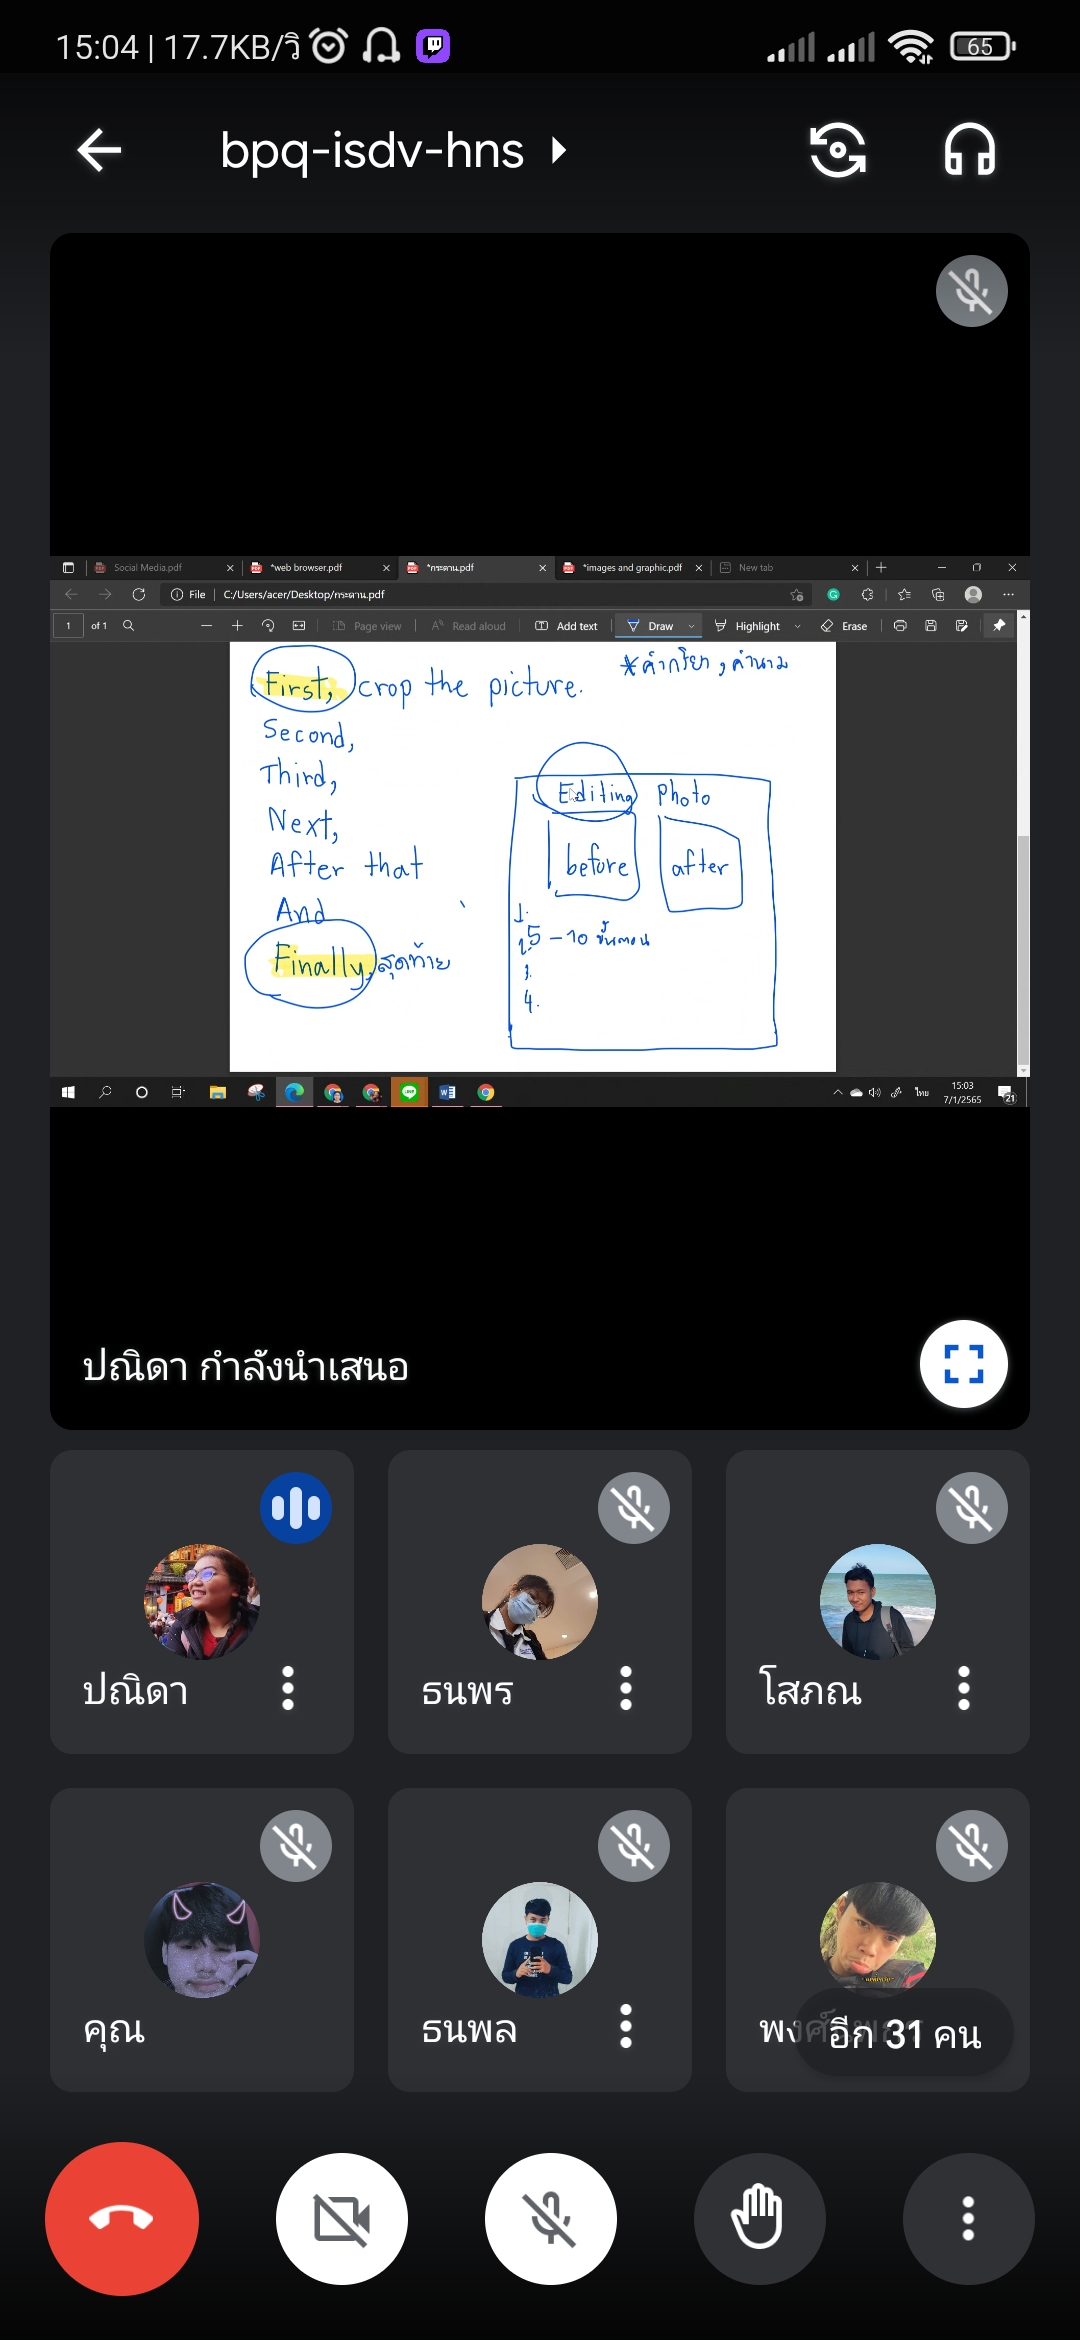 15:04 | 17.7KB/วิ
65
bpq-isdv-hns
Social Media.pdf
*web browser.pdf
*กระดาน.pdf
*images and graphic.pdf
New tab
File
C:/Users/acer/Desktop/กระดาน.pdf
1 of 1
Page view
Read aloud
Add text
Draw
Highlight
Erase
*คำกริยา, คำนาม
First, crop the picture.
Second,
Third,
Next,
After that
And
Finally, สุดท้าย
Editing Photo
before
after
1.
2. 5 – 10 ขั้นตอน
3.
4.
ไทย
15:03
7/1/2565
21
ปณิดา กำลังนำเสนอ
ปณิดา
ธนพร
โสภณ
คุณ
ธนพล
อีก 31 คน